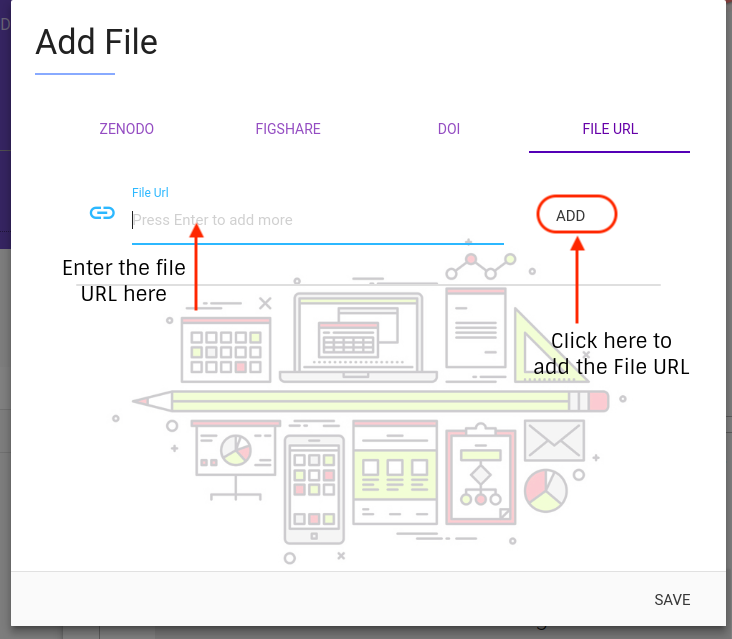 Add File
ZENODO
FIGSHARE
DOI
FILE URL
File Url
Press Enter to add more
ADD
Enter the file
URL here
Click here to
add the File URL
SAVE